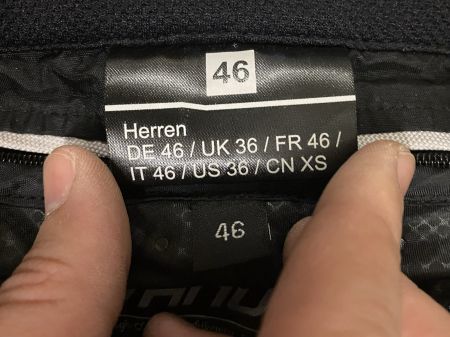 46
Herren
DE 46 / UK 36 / FR 46 /
IT 46 / US 36 / CN XS
46